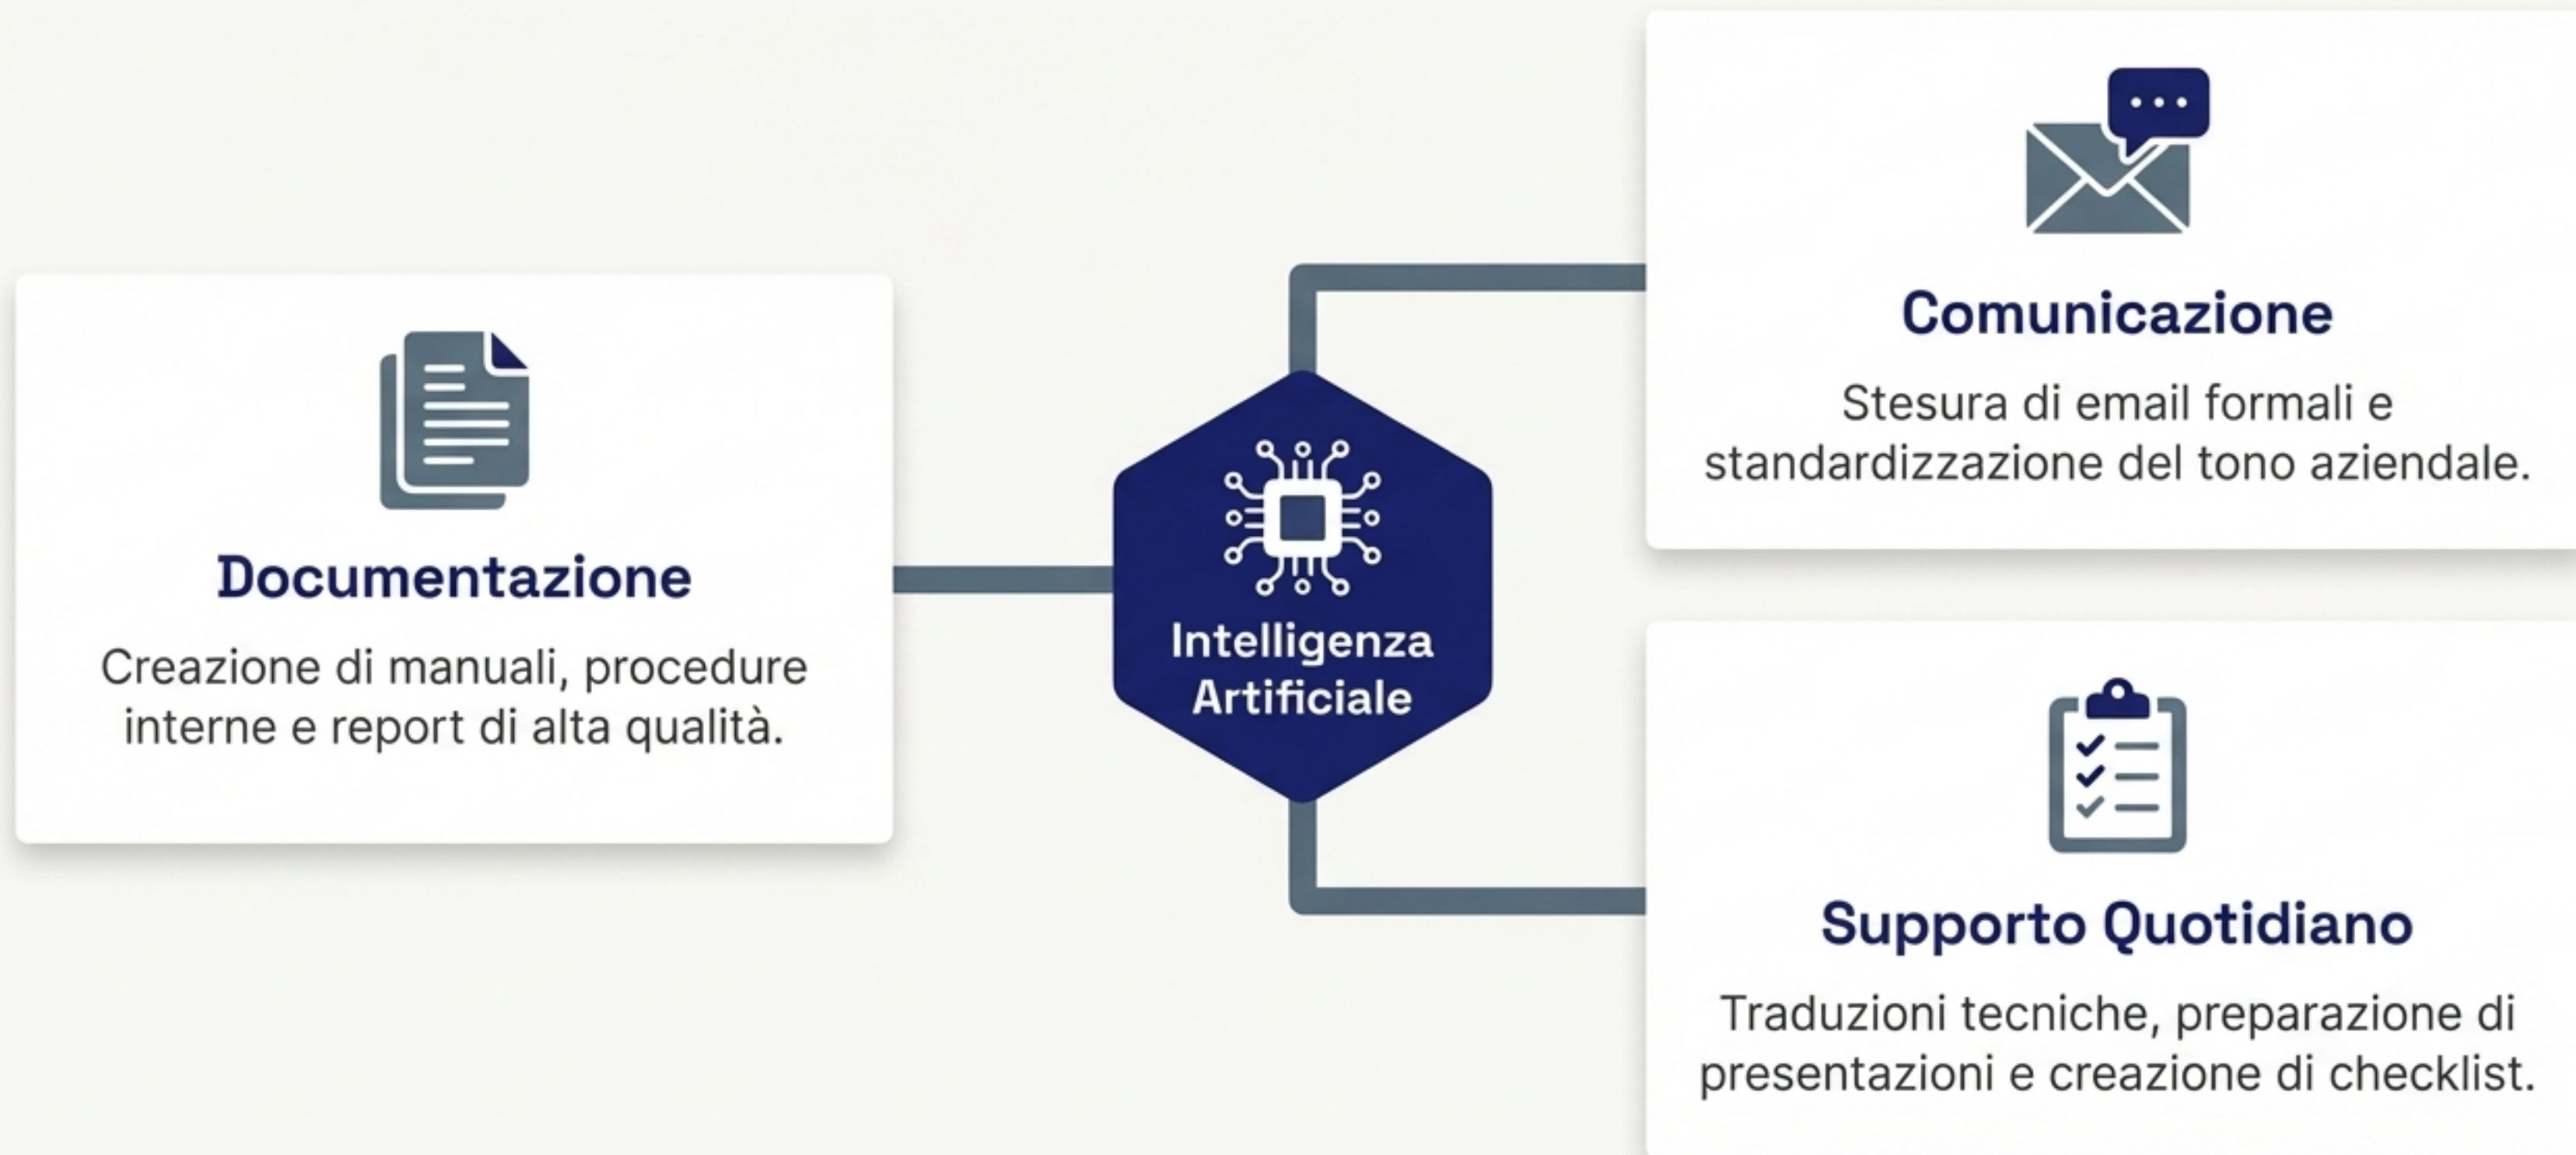 Documentazione
Creazione di manuali, procedure
interne e report di alta qualità.
Intelligenza
Artificiale
Comunicazione
Stesura di email formali e
standardizzazione del tono aziendale.
Supporto Quotidiano
Traduzioni tecniche, preparazione di
presentazioni e creazione di checklist.